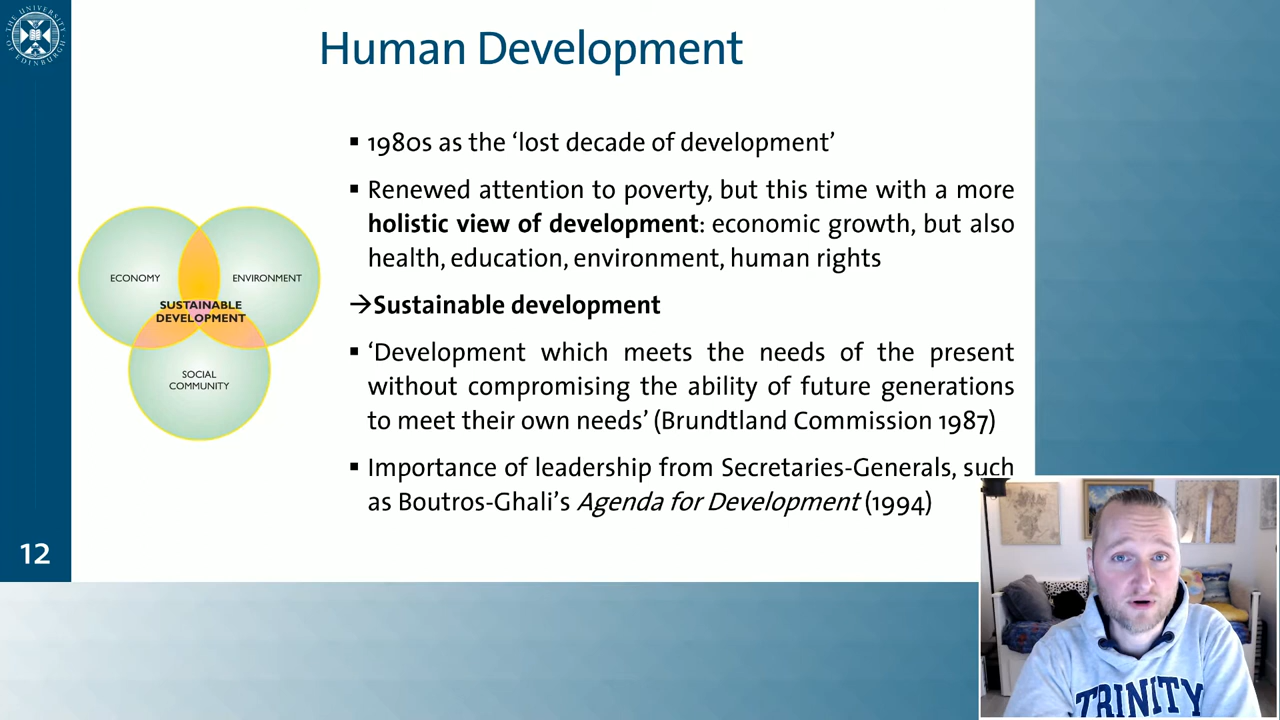 THE UNIVERSITY OF EDINBURGH
Human Development
▪ 1980s as the ‘lost decade of development’
▪ Renewed attention to poverty, but this time with a more
holistic view of development: economic growth, but also
health, education, environment, human rights
→Sustainable development
▪ ‘Development which meets the needs of the present
without compromising the ability of future generations
to meet their own needs’ (Brundtland Commission 1987)
▪ Importance of leadership from Secretaries-Generals, such
as Boutros-Ghali’s Agenda for Development (1994)
ECONOMY
ENVIRONMENT
SUSTAINABLE
DEVELOPMENT
SOCIAL
COMMUNITY
12
TRINITY